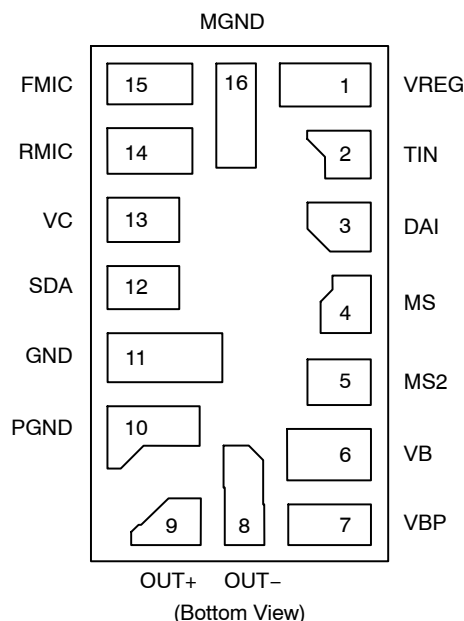 MGND
FMIC 15 16 1 VREG
RMIC 14 2 TIN
VC 13 3 DAI
SDA 12 4 MS
GND 11 5 MS2
PGND 10 6 VB
9 8 7 VBP
OUT+ OUT−
(Bottom View)